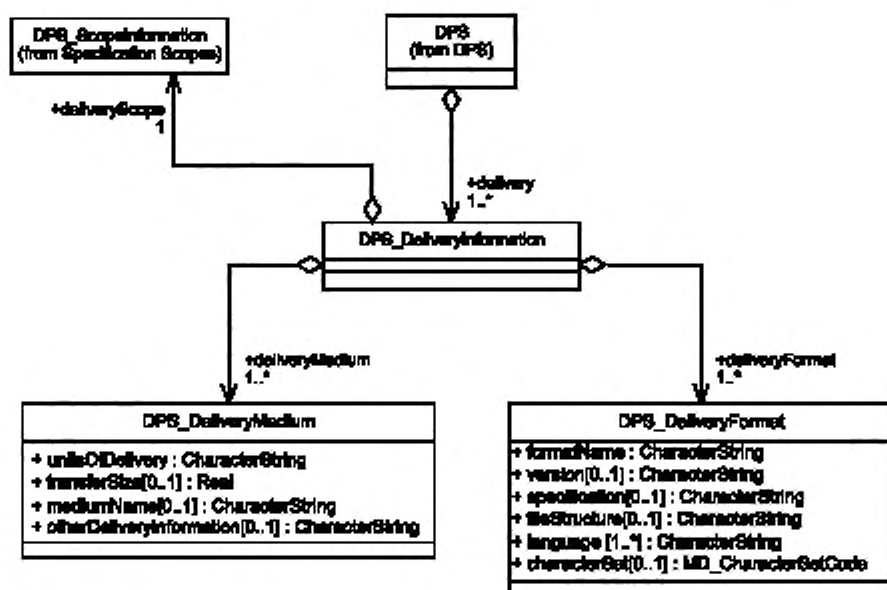 DPS_ScopeInformation
(from Specification Scopes)
DPS
(from DPS)
+deliveryScope
1
+delivery
1..*
DPS_DeliveryInformation
+deliveryMedium
1..*
+deliveryFormat
1..*
DPS_DeliveryMedium
+ unitsOfDelivery : CharacterString
+ transferSize[0..1] : Real
+ mediumName[0..1] : CharacterString
+ otherDeliveryInformation[0..1] : CharacterString
DPS_DeliveryFormat
+ formatName : CharacterString
+ version[0..1] : CharacterString
+ specification[0..1] : CharacterString
+ fileStructure[0..1] : CharacterString
+ language [1..*] : CharacterString
+ characterSet[0..1] : MD_CharacterSetCode